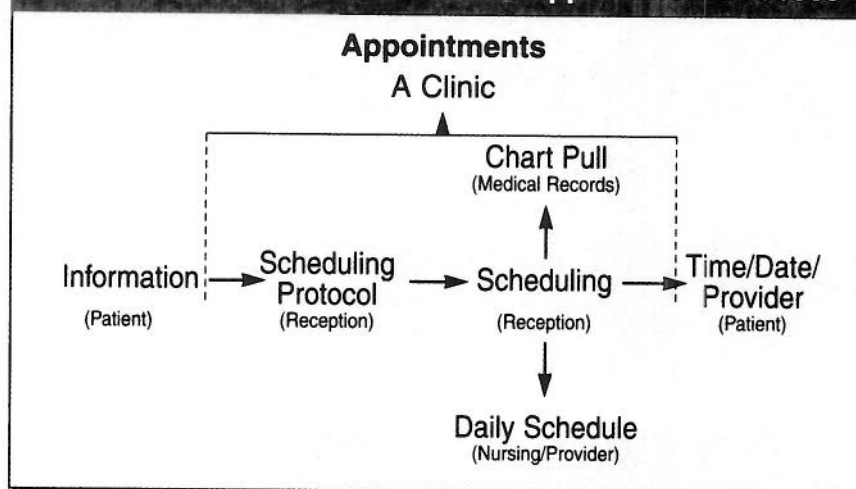 Appointments
A Clinic
Chart Pull
(Medical Records)
Information
(Patient)
Scheduling
Protocol
(Reception)
Scheduling
(Reception)
Time/Date/
Provider
(Patient)
Daily Schedule
(Nursing/Provider)